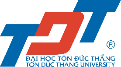 TDT
ĐẠI HỌC TÔN ĐỨC THẮNG
TON DUC THANG UNIVERSITY
®